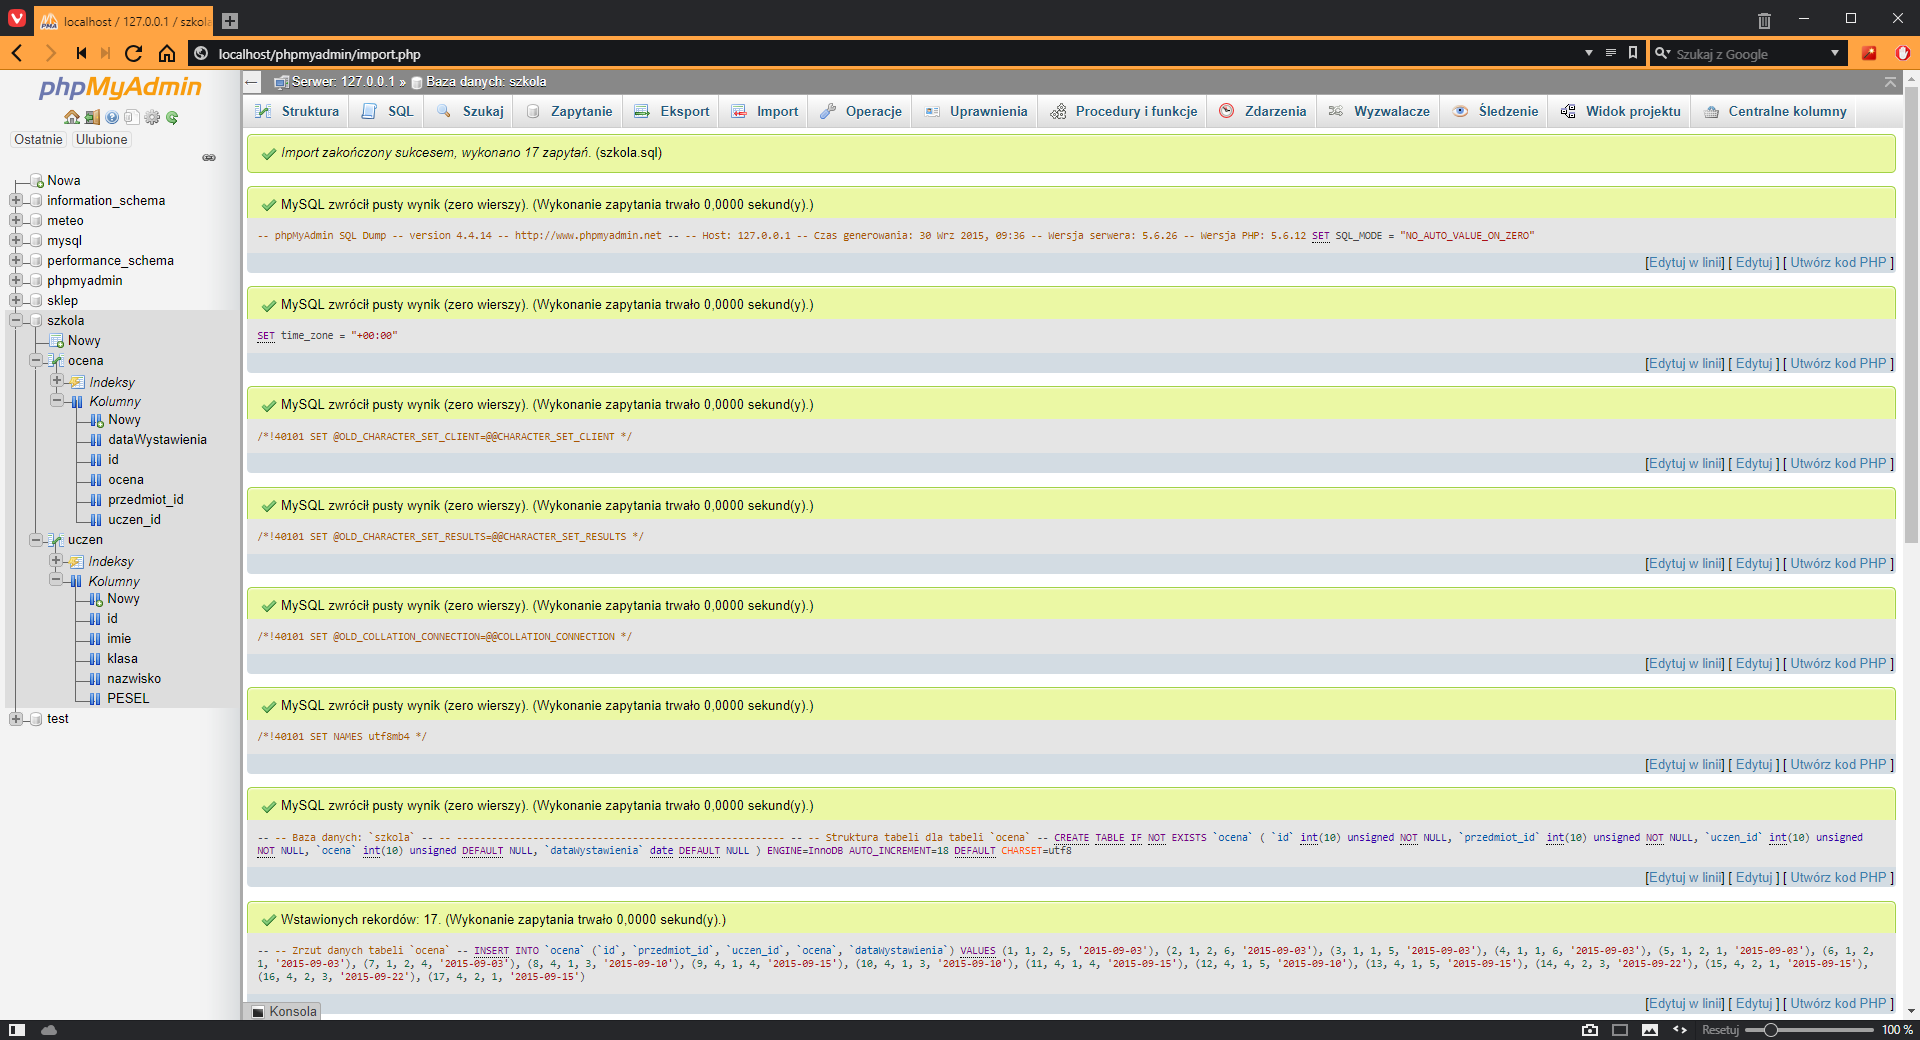 localhost / 127.0.0.1 / szkola
localhost/phpmyadmin/import.php
Szukaj z Google
phpMyAdmin
Ostatnie
Ulubione
Nowa
information_schema
meteo
mysql
performance_schema
phpmyadmin
sklep
szkola
Nowy
ocena
Indeksy
Kolumny
Nowy
dataWystawienia
id
ocena
przedmiot_id
uczen_id
uczen
Indeksy
Kolumny
Nowy
id
imie
klasa
nazwisko
PESEL
test
Serwer: 127.0.0.1 » Baza danych: szkola
Struktura SQL Szukaj Zapytanie Eksport Import Operacje Uprawnienia Procedury i funkcje Zdarzenia Wyzwalacze Śledzenie Widok projektu Centralne kolumny
Import zakończony sukcesem, wykonano 17 zapytań. (szkola.sql)
MySQL zwrócił pusty wynik (zero wierszy). (Wykonanie zapytania trwało 0,0000 sekund(y).)
-- phpMyAdmin SQL Dump -- version 4.4.14 -- http://www.phpmyadmin.net -- -- Host: 127.0.0.1 -- Czas generowania: 30 Wrz 2015, 09:36 -- Wersja serwera: 5.6.26 -- Wersja PHP: 5.6.12 SET SQL_MODE = "NO_AUTO_VALUE_ON_ZERO"
[Edytuj w linii] [ Edytuj ] [ Utwórz kod PHP ]
MySQL zwrócił pusty wynik (zero wierszy). (Wykonanie zapytania trwało 0,0000 sekund(y).)
SET time_zone = "+00:00"
[Edytuj w linii] [ Edytuj ] [ Utwórz kod PHP ]
MySQL zwrócił pusty wynik (zero wierszy). (Wykonanie zapytania trwało 0,0000 sekund(y).)
/*!40101 SET @OLD_CHARACTER_SET_CLIENT=@@CHARACTER_SET_CLIENT */
[Edytuj w linii] [ Edytuj ] [ Utwórz kod PHP ]
MySQL zwrócił pusty wynik (zero wierszy). (Wykonanie zapytania trwało 0,0000 sekund(y).)
/*!40101 SET @OLD_CHARACTER_SET_RESULTS=@@CHARACTER_SET_RESULTS */
[Edytuj w linii] [ Edytuj ] [ Utwórz kod PHP ]
MySQL zwrócił pusty wynik (zero wierszy). (Wykonanie zapytania trwało 0,0000 sekund(y).)
/*!40101 SET @OLD_COLLATION_CONNECTION=@@COLLATION_CONNECTION */
[Edytuj w linii] [ Edytuj ] [ Utwórz kod PHP ]
MySQL zwrócił pusty wynik (zero wierszy). (Wykonanie zapytania trwało 0,0000 sekund(y).)
/*!40101 SET NAMES utf8mb4 */
[Edytuj w linii] [ Edytuj ] [ Utwórz kod PHP ]
MySQL zwrócił pusty wynik (zero wierszy). (Wykonanie zapytania trwało 0,0000 sekund(y).)
-- -- Baza danych: `szkola` -- -- -------------------------------------------------------- -- -- Struktura tabeli dla tabeli `ocena` -- CREATE TABLE IF NOT EXISTS `ocena` ( `id` int(10) unsigned NOT NULL, `przedmiot_id` int(10) unsigned NOT NULL, `uczen_id` int(10) unsigned
NOT NULL, `ocena` int(10) unsigned DEFAULT NULL, `dataWystawienia` date DEFAULT NULL ) ENGINE=InnoDB AUTO_INCREMENT=18 DEFAULT CHARSET=utf8
[Edytuj w linii] [ Edytuj ] [ Utwórz kod PHP ]
Wstawionych rekordów: 17. (Wykonanie zapytania trwało 0,0000 sekund(y).)
-- -- Zrzut danych tabeli `ocena` -- INSERT INTO `ocena` (`id`, `przedmiot_id`, `uczen_id`, `ocena`, `dataWystawienia`) VALUES (1, 1, 2, 5, '2015-09-03'), (2, 1, 2, 6, '2015-09-03'), (3, 1, 1, 5, '2015-09-03'), (4, 1, 1, 6, '2015-09-03'), (5, 1, 2, 1, '2015-09-03'), (6, 1, 2,
1, '2015-09-03'), (7, 1, 2, 4, '2015-09-03'), (8, 4, 1, 3, '2015-09-10'), (9, 4, 1, 4, '2015-09-15'), (10, 4, 1, 3, '2015-09-10'), (11, 4, 1, 4, '2015-09-15'), (12, 4, 1, 5, '2015-09-10'), (13, 4, 1, 5, '2015-09-15'), (14, 4, 2, 3, '2015-09-22'), (15, 4, 2, 1, '2015-09-15'),
(16, 4, 2, 3, '2015-09-22'), (17, 4, 2, 1, '2015-09-15')
[Edytuj w linii] [ Edytuj ] [ Utwórz kod PHP ]
Konsola
Resetuj
100 %